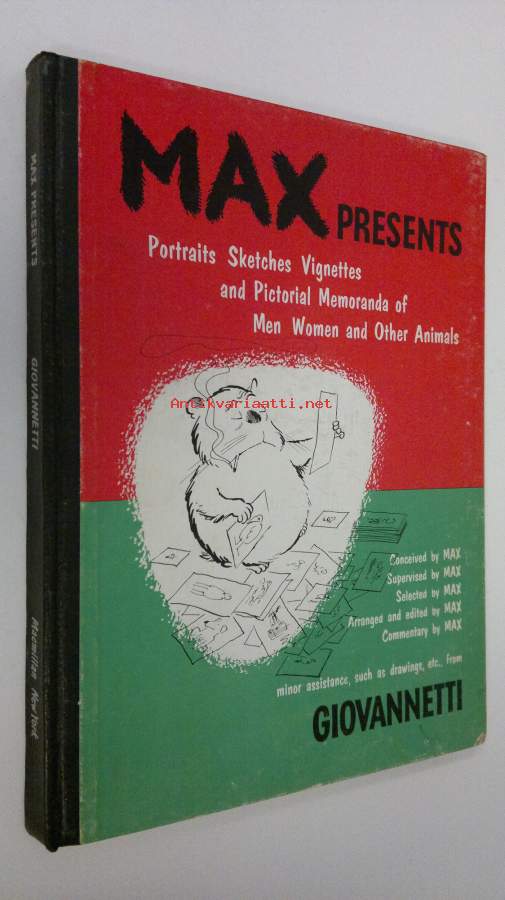 MAX PRESENTS
Portraits Sketches Vignettes
and Pictorial Memoranda of
Men Women and Other Animals
Antikvariaatti.net
Conceived by MAX
Supervised by MAX
Selected by MAX
Arranged and edited by MAX
Commentary by MAX
minor assistance, such as drawings, etc., from
GIOVANNETTI
MAX PRESENTS
GIOVANNETTI
Macmillan New York